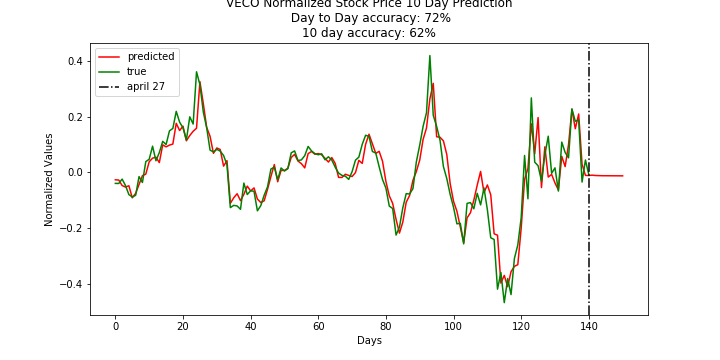 VECO Normalized Stock Price 10 Day Prediction
Day to Day accuracy: 72%
10 day accuracy: 62%
predicted
true
april 27
Normalized Values
0.4
0.2
0.0
−0.2
−0.4
0
20
40
60
80
100
120
140
Days